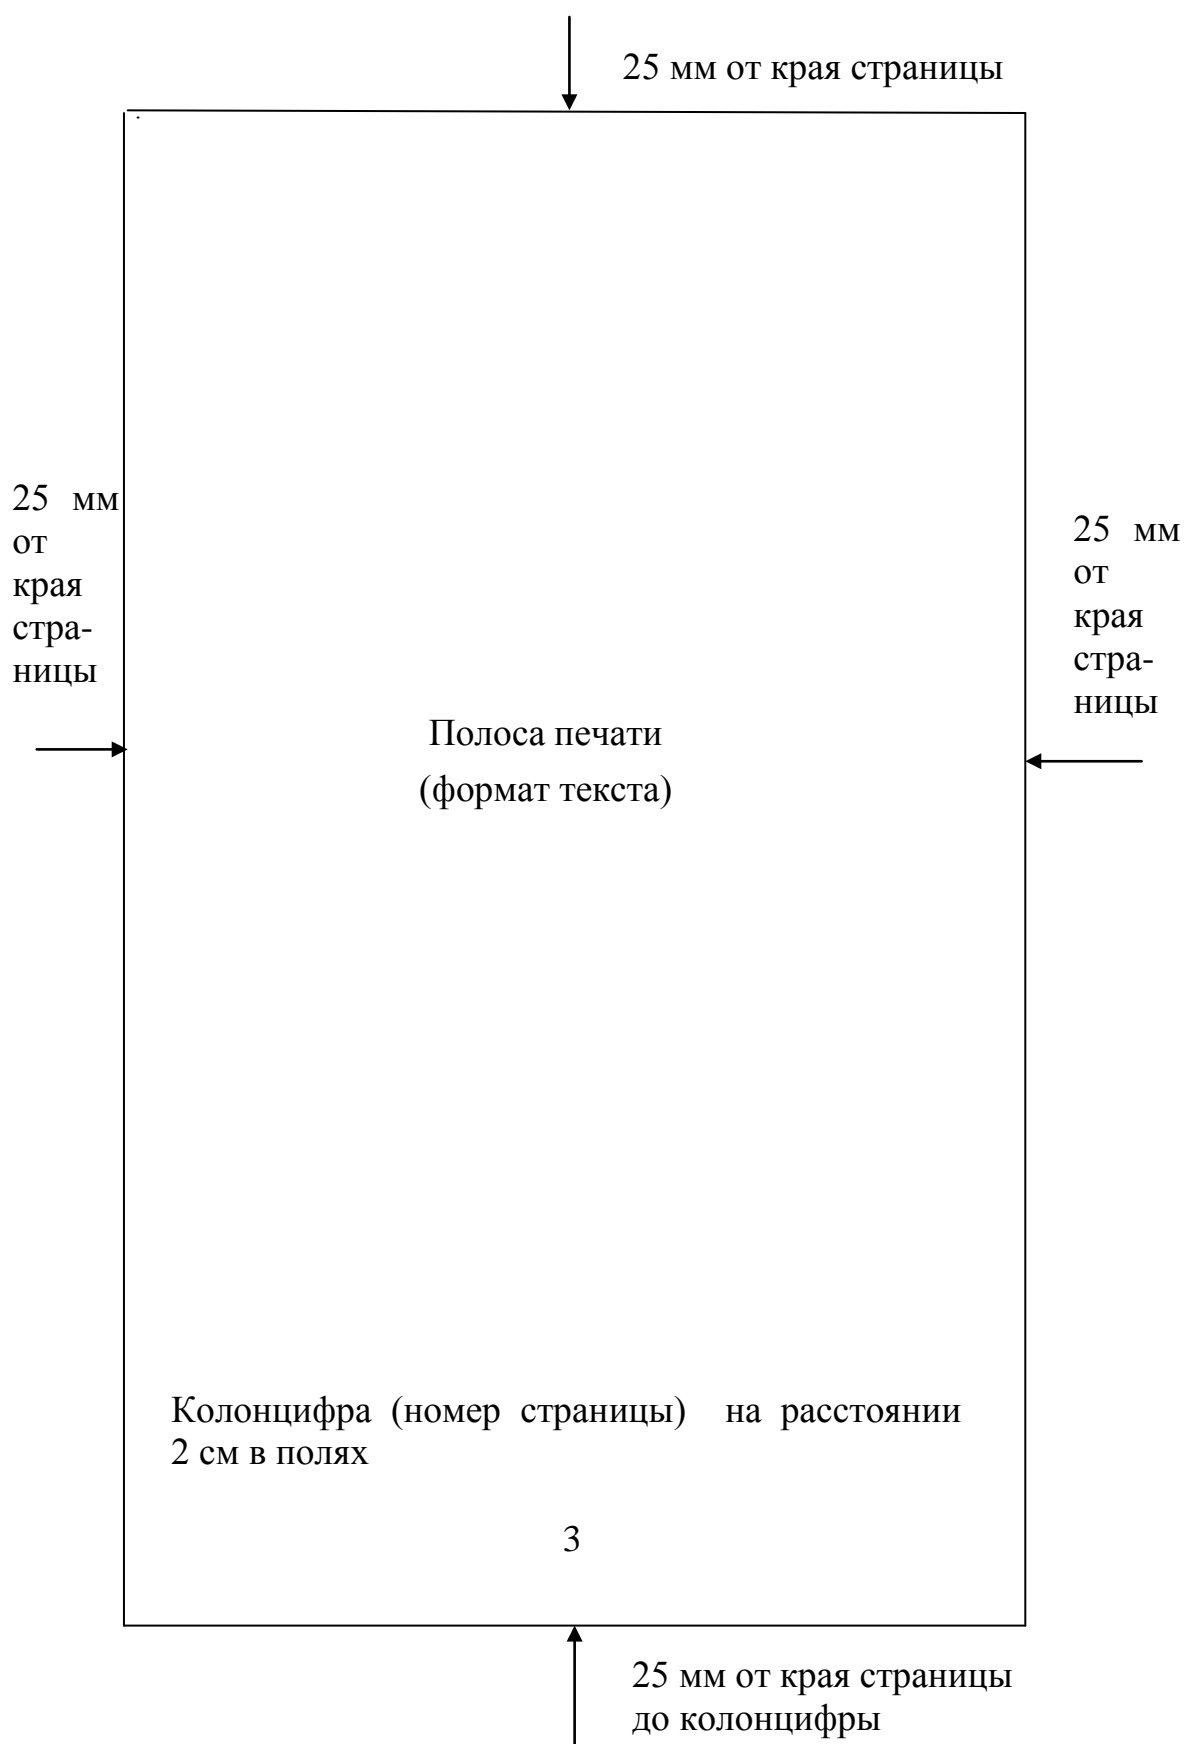 25 мм от края страницы
25 мм
от
края
стра-
ницы
25 мм
от
края
стра-
ницы
Полоса печати
(формат текста)
Колонцифра (номер страницы) на расстоянии
2 см в полях
3
25 мм от края страницы
до колонцифры